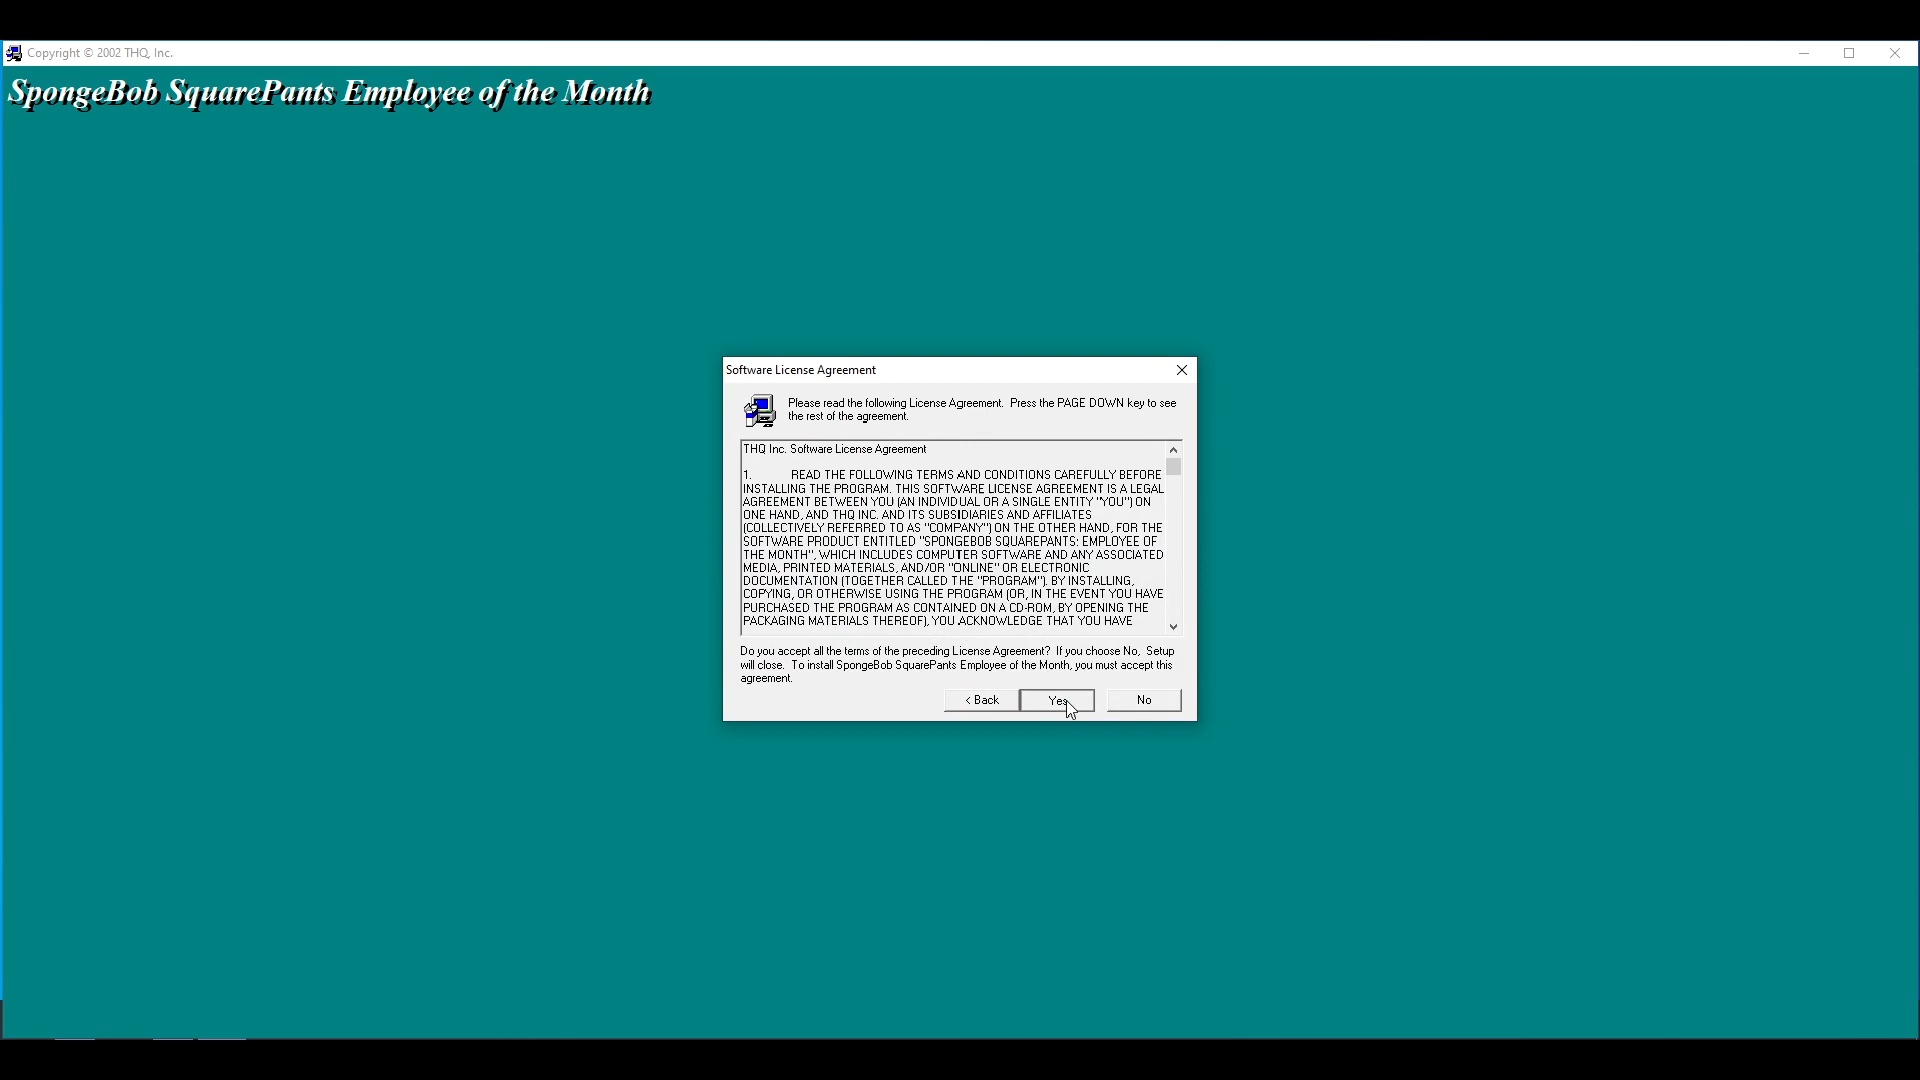 Copyright © 2002 THQ, Inc.
SpongeBob SquarePants Employee of the Month
Software License Agreement
Please read the following License Agreement. Press the PAGE DOWN key to see
the rest of the agreement.
THQ Inc. Software License Agreement
1. READ THE FOLLOWING TERMS AND CONDITIONS CAREFULLY BEFORE
INSTALLING THE PROGRAM. THIS SOFTWARE LICENSE AGREEMENT IS A LEGAL
AGREEMENT BETWEEN YOU (AN INDIVIDUAL OR A SINGLE ENTITY "YOU") ON
ONE HAND, AND THQ INC. AND ITS SUBSIDIARIES AND AFFILIATES
(COLLECTIVELY REFERRED TO AS "COMPANY") ON THE OTHER HAND, FOR THE
SOFTWARE PRODUCT ENTITLED "SPONGEBOB SQUAREPANTS: EMPLOYEE OF
THE MONTH", WHICH INCLUDES COMPUTER SOFTWARE AND ANY ASSOCIATED
MEDIA, PRINTED MATERIALS, AND/OR "ONLINE" OR ELECTRONIC
DOCUMENTATION (TOGETHER CALLED THE "PROGRAM"). BY INSTALLING,
COPYING, OR OTHERWISE USING THE PROGRAM (OR, IN THE EVENT YOU HAVE
PURCHASED THE PROGRAM AS CONTAINED ON A CD-ROM, BY OPENING THE
PACKAGING MATERIALS THEREOF), YOU ACKNOWLEDGE THAT YOU HAVE
Do you accept all the terms of the preceding License Agreement? If you choose No, Setup
will close. To install SpongeBob SquarePants Employee of the Month, you must accept this
agreement.
< Back Yes No